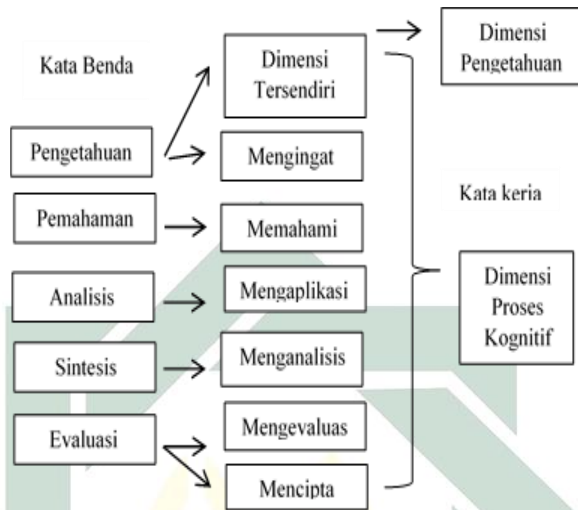 Kata Benda
Pengetahuan
Pemahaman
Analisis
Sintesis
Evaluasi
Dimensi
Tersendiri
Mengingat
Memahami
Mengaplikasi
Menganalisis
Mengevaluas
Mencipta
Dimensi
Pengetahuan
Kata kerja
Dimensi
Proses
Kognitif